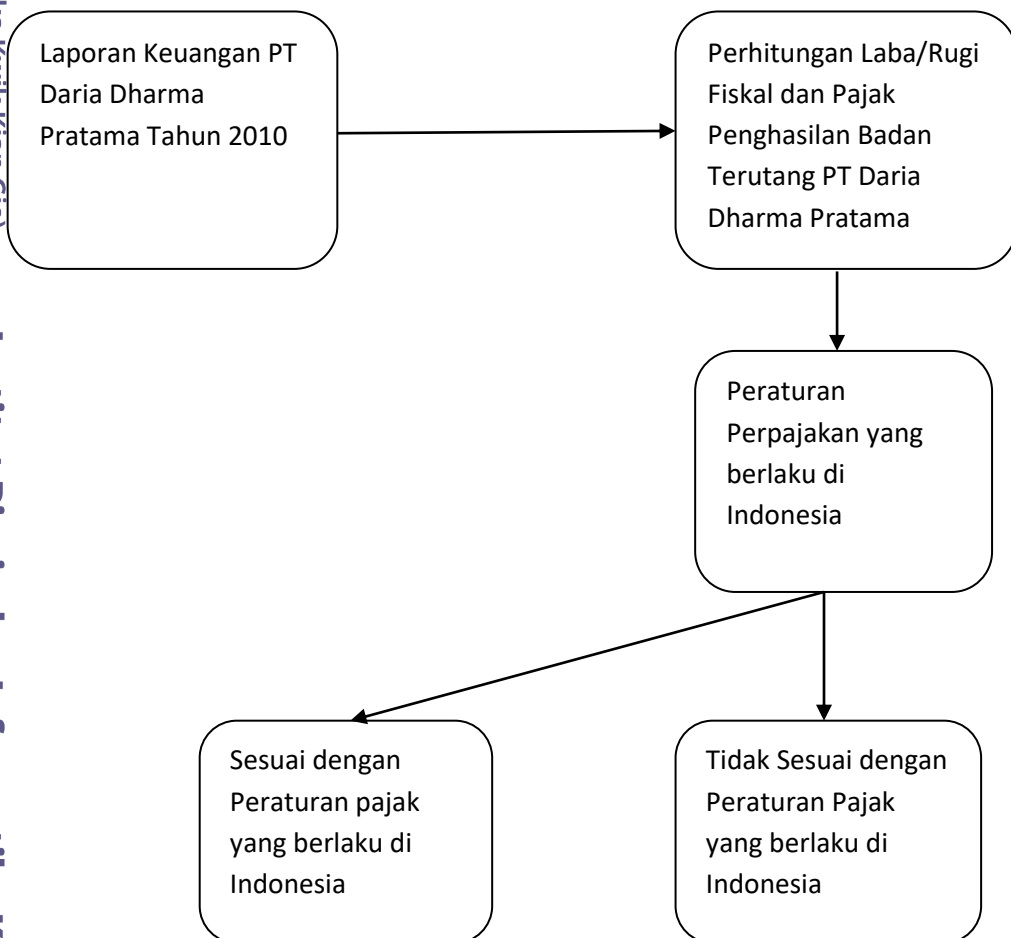 Laporan Keuangan PT
Daria Dharma
Pratama Tahun 2010
Perhitungan Laba/Rugi
Fiskal dan Pajak
Penghasilan Badan
Terutang PT Daria
Dharma Pratama
Peraturan
Perpajakan yang
berlaku di
Indonesia
Sesuai dengan
Peraturan pajak
yang berlaku di
Indonesia
Tidak Sesuai dengan
Peraturan Pajak
yang berlaku di
Indonesia